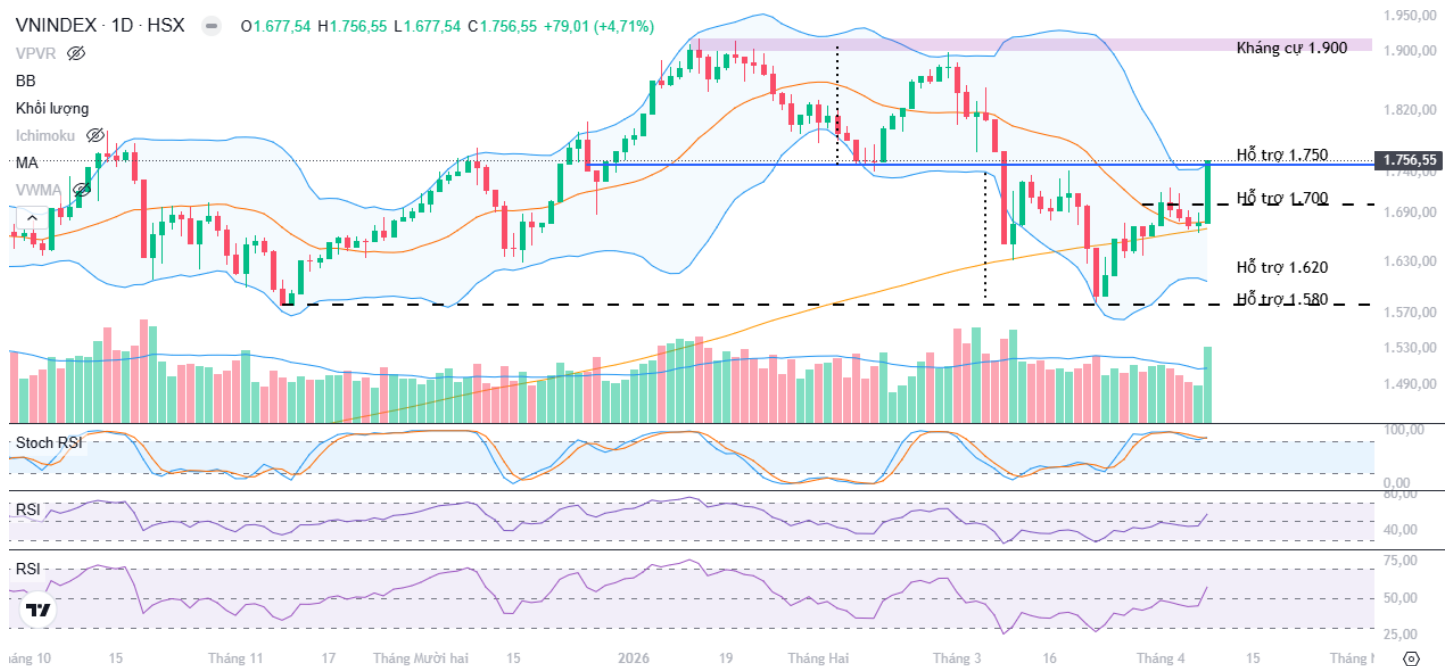 VNINDEX · 1D · HSX O1.677,54 H1.756,55 L1.677,54 C1.756,55 +79,01 (+4,71%)
VPVR
BB
Khối lượng
Ichimoku
MA
VWMA
Kháng cự 1.900
Hỗ trợ 1.750
Hỗ trợ 1.700
Hỗ trợ 1.620
Hỗ trợ 1.580
1.950,00
1.900,00
1.820,00
1.756,55
1.740,00
1.690,00
1.630,00
1.570,00
1.530,00
1.490,00
Stoch RSI
100,00
0,00
RSI
80,00
40,00
RSI
75,00
50,00
25,00
háng 10 15 Tháng 11 17 Tháng Mười hai 15 2026 19 Tháng Hai Tháng 3 16 Tháng 4 15